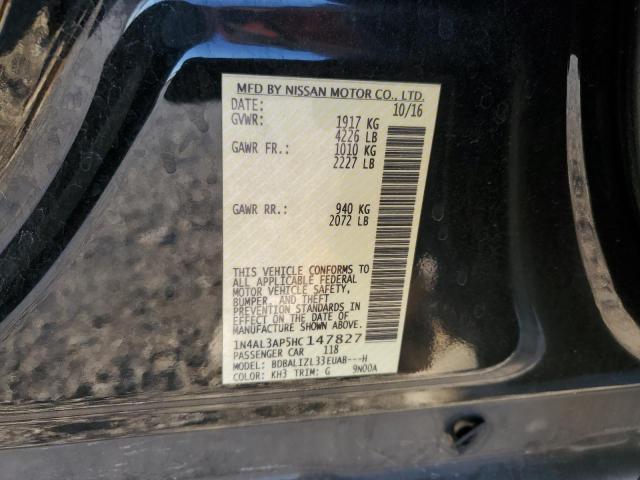 MFD BY NISSAN MOTOR CO., LTD.
DATE: 10/16
GVWR: 1917 KG
4226 LB
GAWR FR.: 1010 KG
2227 LB
GAWR RR.: 940 KG
2072 LB
THIS VEHICLE CONFORMS TO
ALL APPLICABLE FEDERAL
MOTOR VEHICLE SAFETY,
BUMPER, AND THEFT
PREVENTION STANDARDS IN
EFFECT ON THE DATE OF
MANUFACTURE SHOWN ABOVE.
1N4AL3AP5HC147827
PASSENGER CAR 118
MODEL: BDBALIZL33EUAB---H
COLOR: KH3 TRIM: G 9N00A